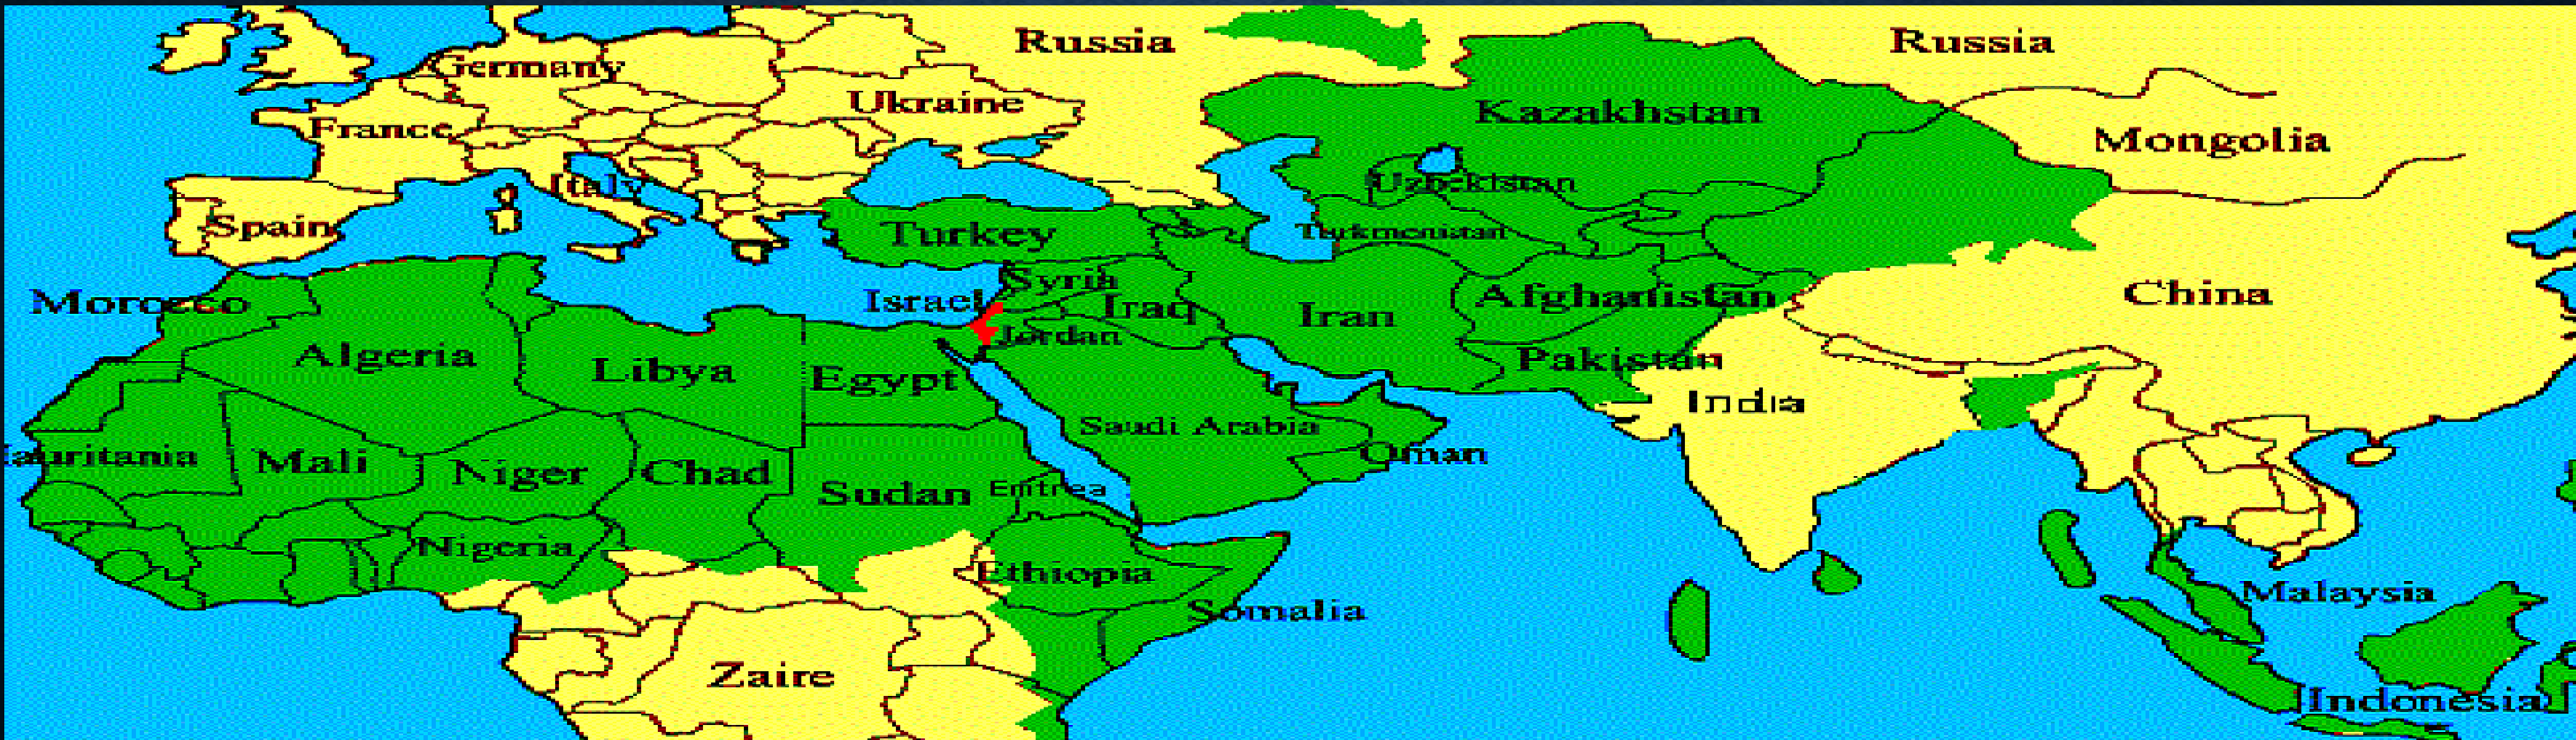 Russia
Russia
Germany
Ukraine
Kazakhstan
France
Mongolia
Italy
Uzbekistan
Spain
Turkey
Turkmenistan
Syria
Morocco
Israel
Iraq
Iran
Afghanistan
China
Jordan
Algeria
Libya
Egypt
Pakistan
India
Saudi Arabia
Oman
auritania
Mali
Niger
Chad
Sudan
Eritrea
Nigeria
Ethiopia
Malaysia
Somalia
Zaire
Indonesia